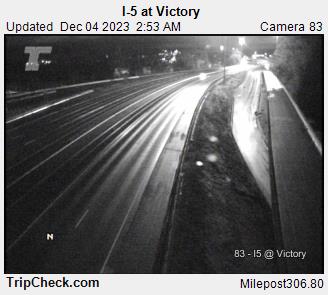 I-5 at Victory
Updated Dec 04 2023 2:53 AM Camera 83
T
N
83 - I5 @ Victory
TripCheck.com Milepost306.80